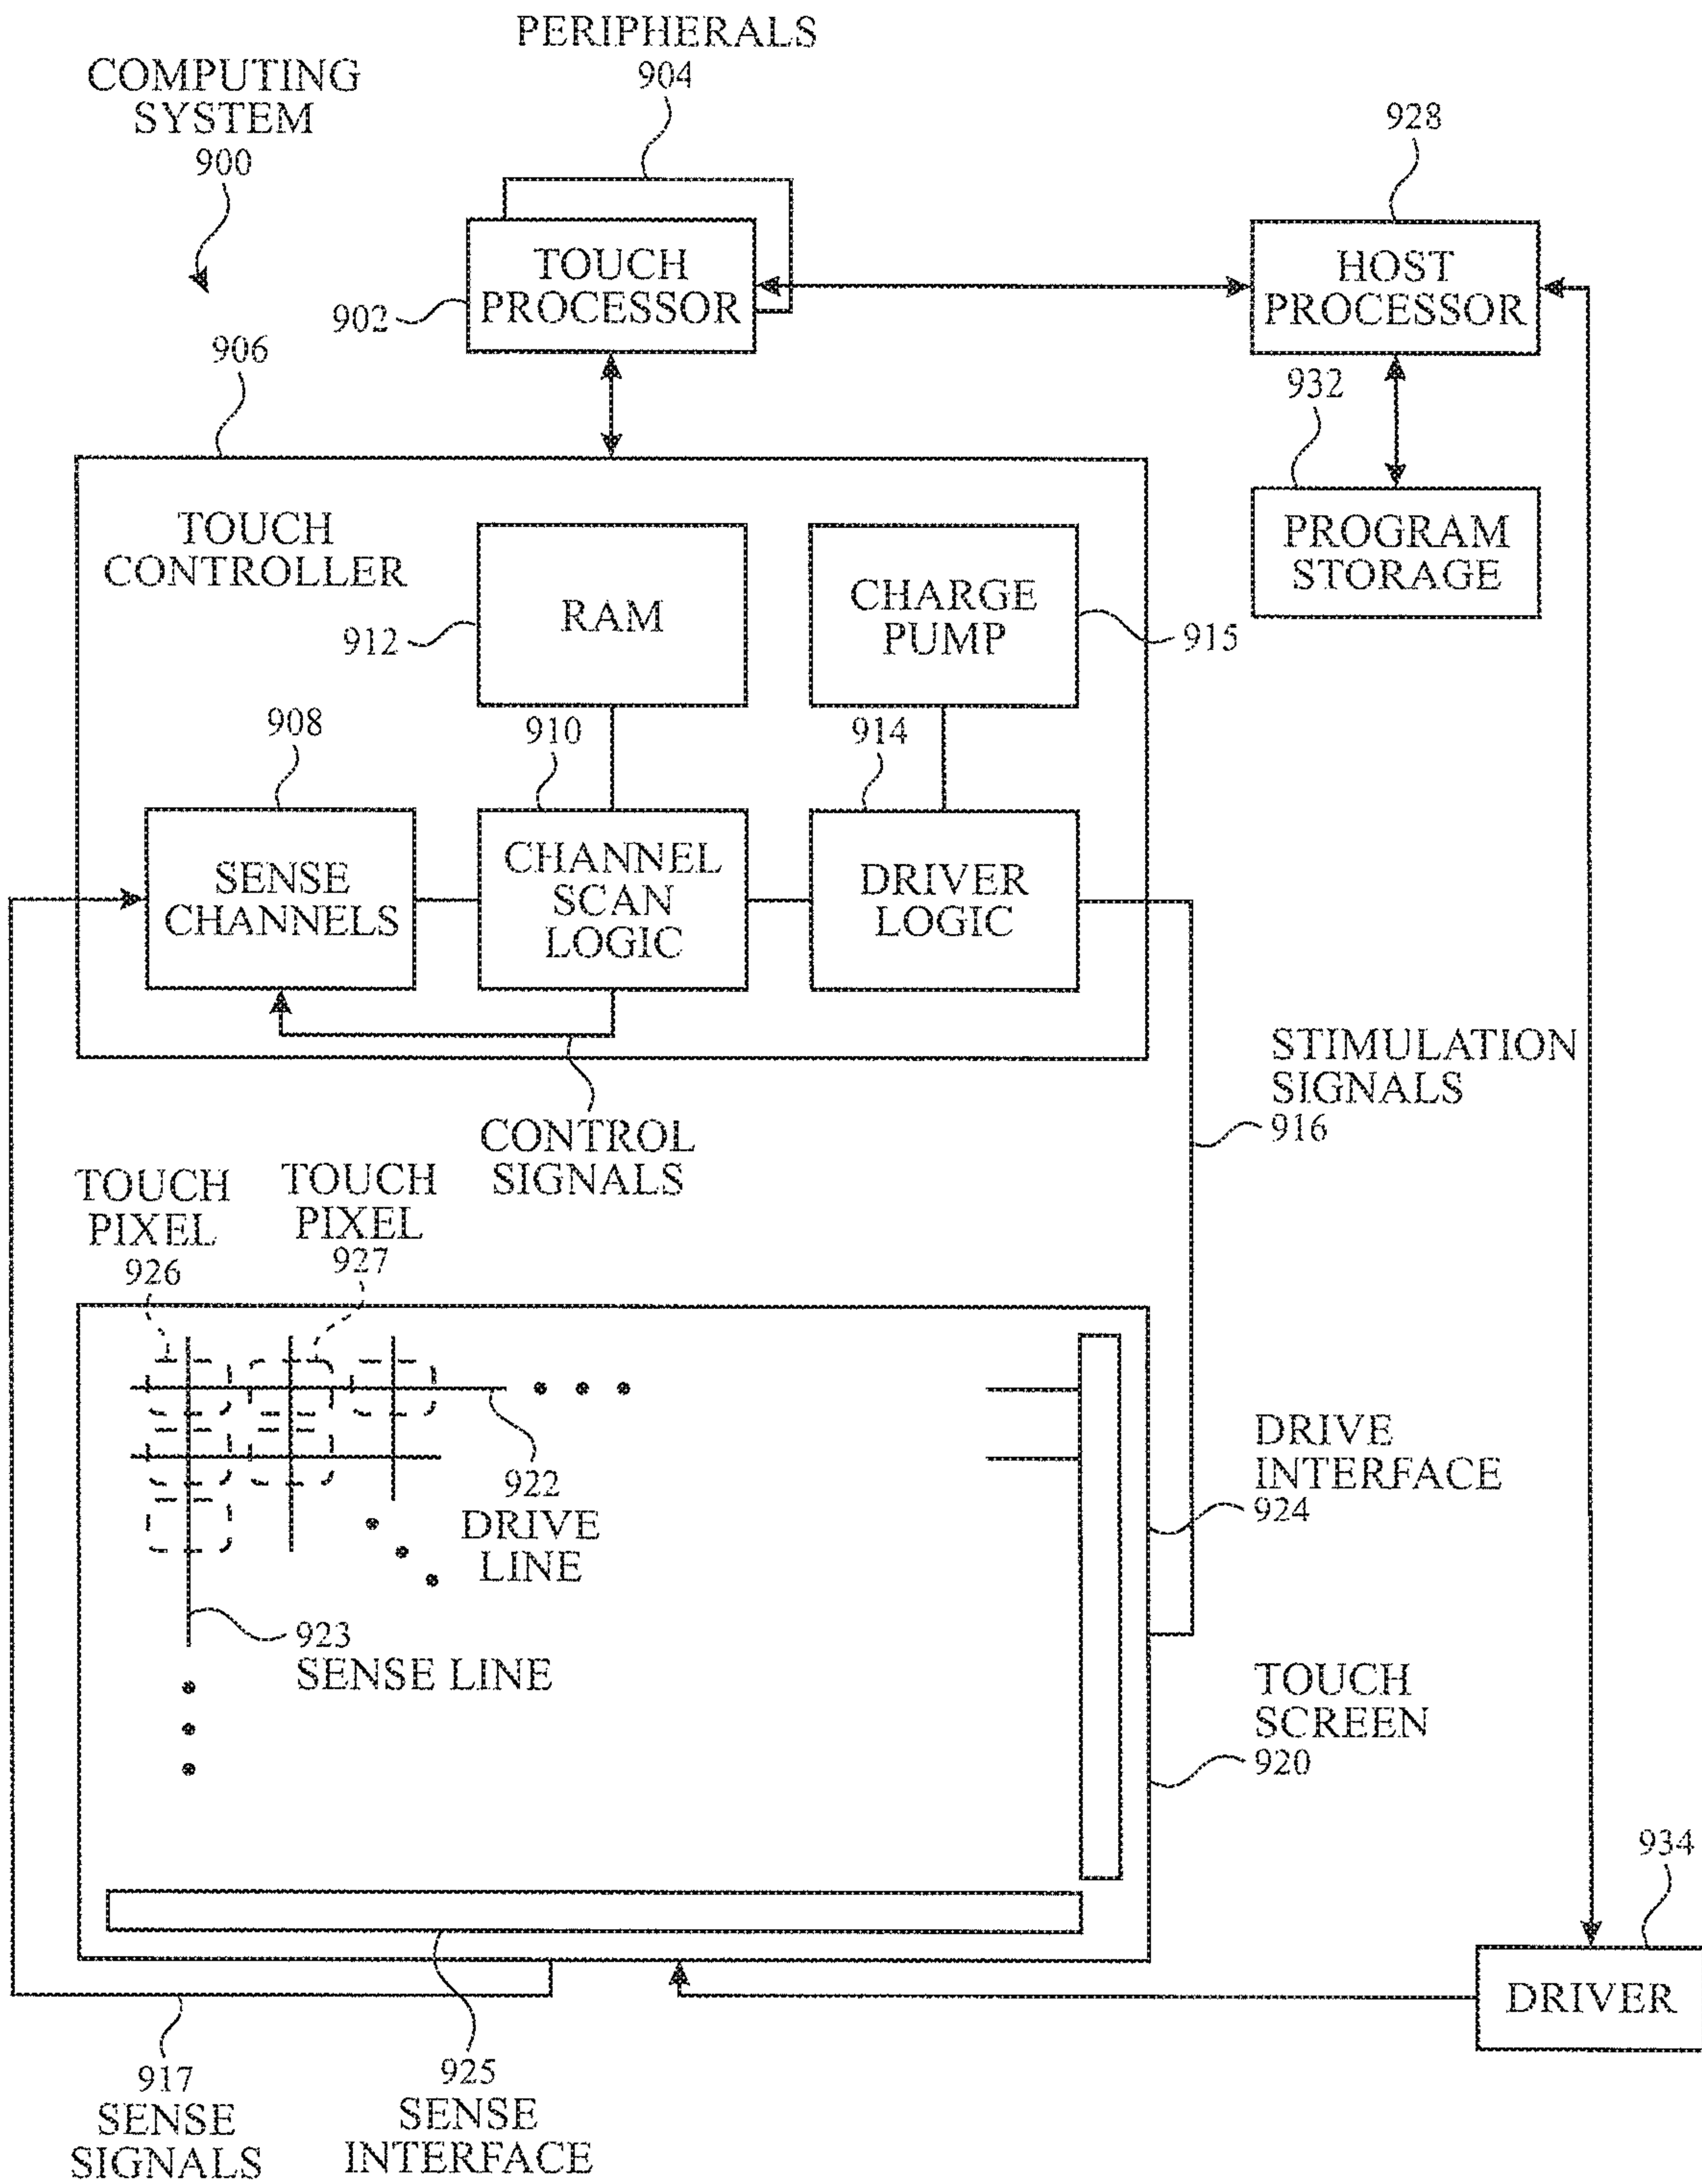 PERIPHERALS
904
COMPUTING
SYSTEM
900
928
TOUCH
PROCESSOR
902
HOST
PROCESSOR
906
932
TOUCH
CONTROLLER
RAM
912
CHARGE
PUMP
915
PROGRAM
STORAGE
908
910
914
SENSE
CHANNELS
CHANNEL
SCAN
LOGIC
DRIVER
LOGIC
STIMULATION
SIGNALS
916
CONTROL
SIGNALS
TOUCH
PIXEL
926
TOUCH
PIXEL
927
922
DRIVE
LINE
DRIVE
INTERFACE
924
923
SENSE LINE
TOUCH
SCREEN
920
934
DRIVER
917
SENSE
SIGNALS
925
SENSE
INTERFACE